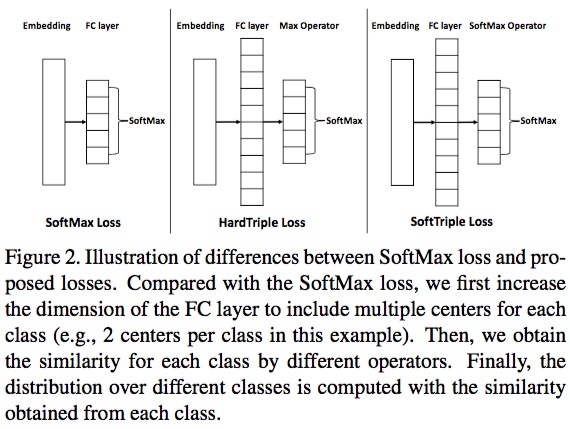 Embedding FC layer
SoftMax
SoftMax Loss
Embedding FC layer Max Operator
SoftMax
HardTriple Loss
Embedding FC layer SoftMax Operator
SoftMax
SoftTriple Loss
Figure 2. Illustration of differences between SoftMax loss and pro-
posed losses. Compared with the SoftMax loss, we first increase
the dimension of the FC layer to include multiple centers for each
class (e.g., 2 centers per class in this example). Then, we obtain
the similarity for each class by different operators. Finally, the
distribution over different classes is computed with the similarity
obtained from each class.